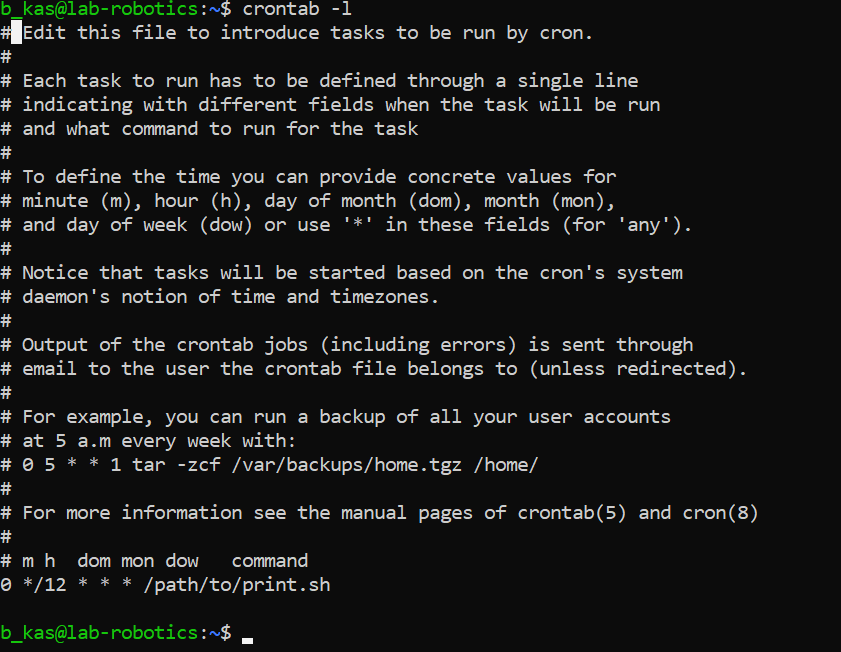 b_kas@lab-robotics:~$ crontab -l
# Edit this file to introduce tasks to be run by cron.
#
# Each task to run has to be defined through a single line
# indicating with different fields when the task will be run
# and what command to run for the task
#
# To define the time you can provide concrete values for
# minute (m), hour (h), day of month (dom), month (mon),
# and day of week (dow) or use '*' in these fields (for 'any').
#
# Notice that tasks will be started based on the cron's system
# daemon's notion of time and timezones.
#
# Output of the crontab jobs (including errors) is sent through
# email to the user the crontab file belongs to (unless redirected).
#
# For example, you can run a backup of all your user accounts
# at 5 a.m every week with:
# 0 5 * * 1 tar -zcf /var/backups/home.tgz /home/
#
# For more information see the manual pages of crontab(5) and cron(8)
#
# m h  dom mon dow   command
0 */12 * * * /path/to/print.sh
b_kas@lab-robotics:~$